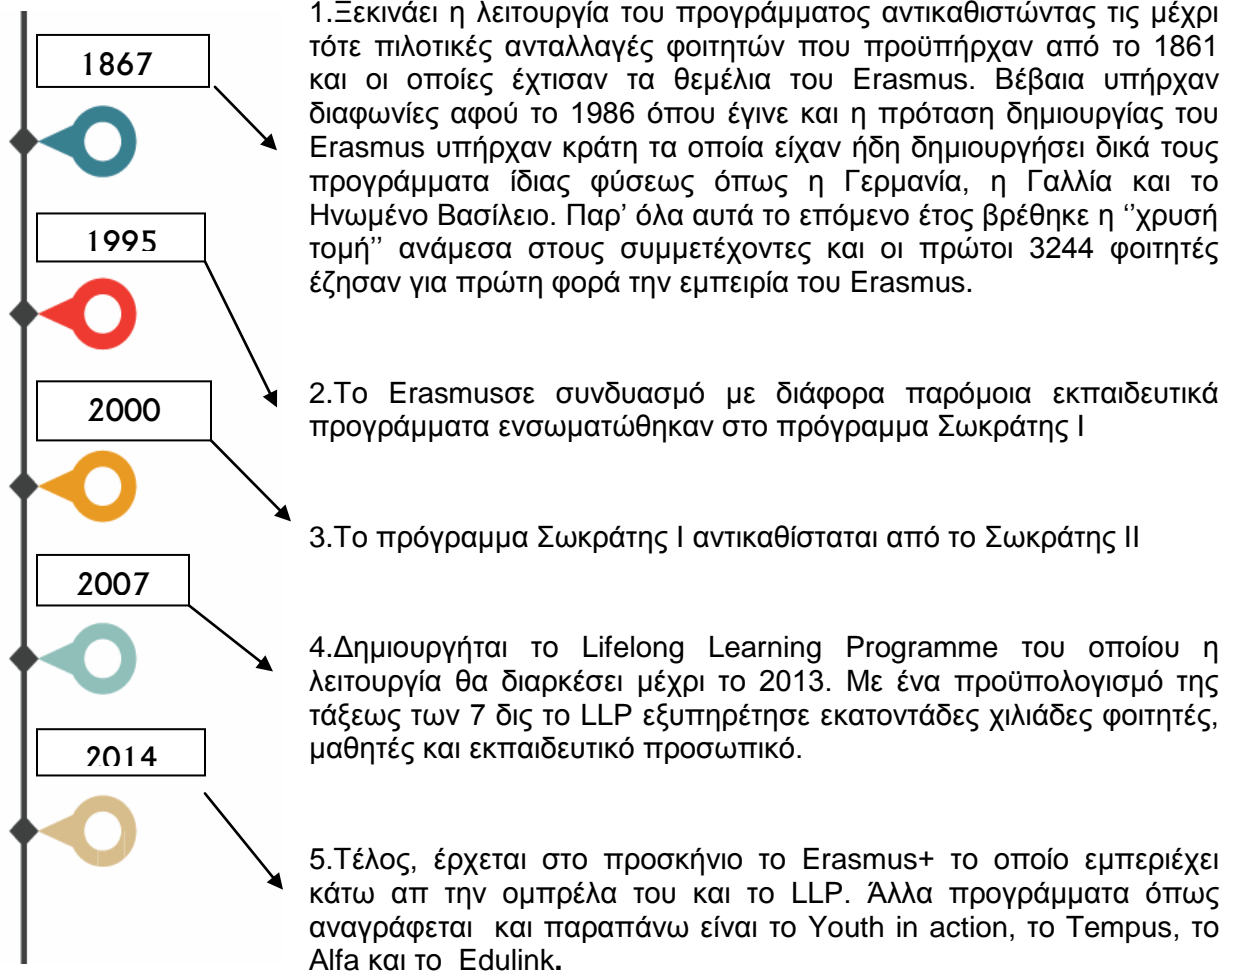 1867
1.Ξεκινάει η λειτουργία του προγράμματος αντικαθιστώντας τις μέχρι
τότε πιλοτικές ανταλλαγές φοιτητών που προϋπήρχαν από το 1861
και οι οποίες έχτισαν τα θεμέλια του Erasmus. Βέβαια υπήρχαν
διαφωνίες αφού το 1986 όπου έγινε και η πρόταση δημιουργίας του
Erasmus υπήρχαν κράτη τα οποία είχαν ήδη δημιουργήσει δικά τους
προγράμματα ίδιας φύσεως όπως η Γερμανία, η Γαλλία και το
Ηνωμένο Βασίλειο. Παρ’ όλα αυτά το επόμενο έτος βρέθηκε η ‘’χρυσή
τομή’’ ανάμεσα στους συμμετέχοντες και οι πρώτοι 3244 φοιτητές
έζησαν για πρώτη φορά την εμπειρία του Erasmus.
1995
2.Το Erasmusσε συνδυασμό με διάφορα παρόμοια εκπαιδευτικά
προγράμματα ενσωματώθηκαν στο πρόγραμμα Σωκράτης Ι
2000
3.Το πρόγραμμα Σωκράτης Ι αντικαθίσταται από το Σωκράτης ΙΙ
2007
4.Δημιουργήται το Lifelong Learning Programme του οποίου η
λειτουργία θα διαρκέσει μέχρι το 2013. Με ένα προϋπολογισμό της
τάξεως των 7 δις το LLP εξυπηρέτησε εκατοντάδες χιλιάδες φοιτητές,
μαθητές και εκπαιδευτικό προσωπικό.
2014
5.Τέλος, έρχεται στο προσκήνιο το Erasmus+ το οποίο εμπεριέχει
κάτω απ την ομπρέλα του και το LLP. Άλλα προγράμματα όπως
αναγράφεται και παραπάνω είναι το Youth in action, το Tempus, το
Alfa και το Edulink.